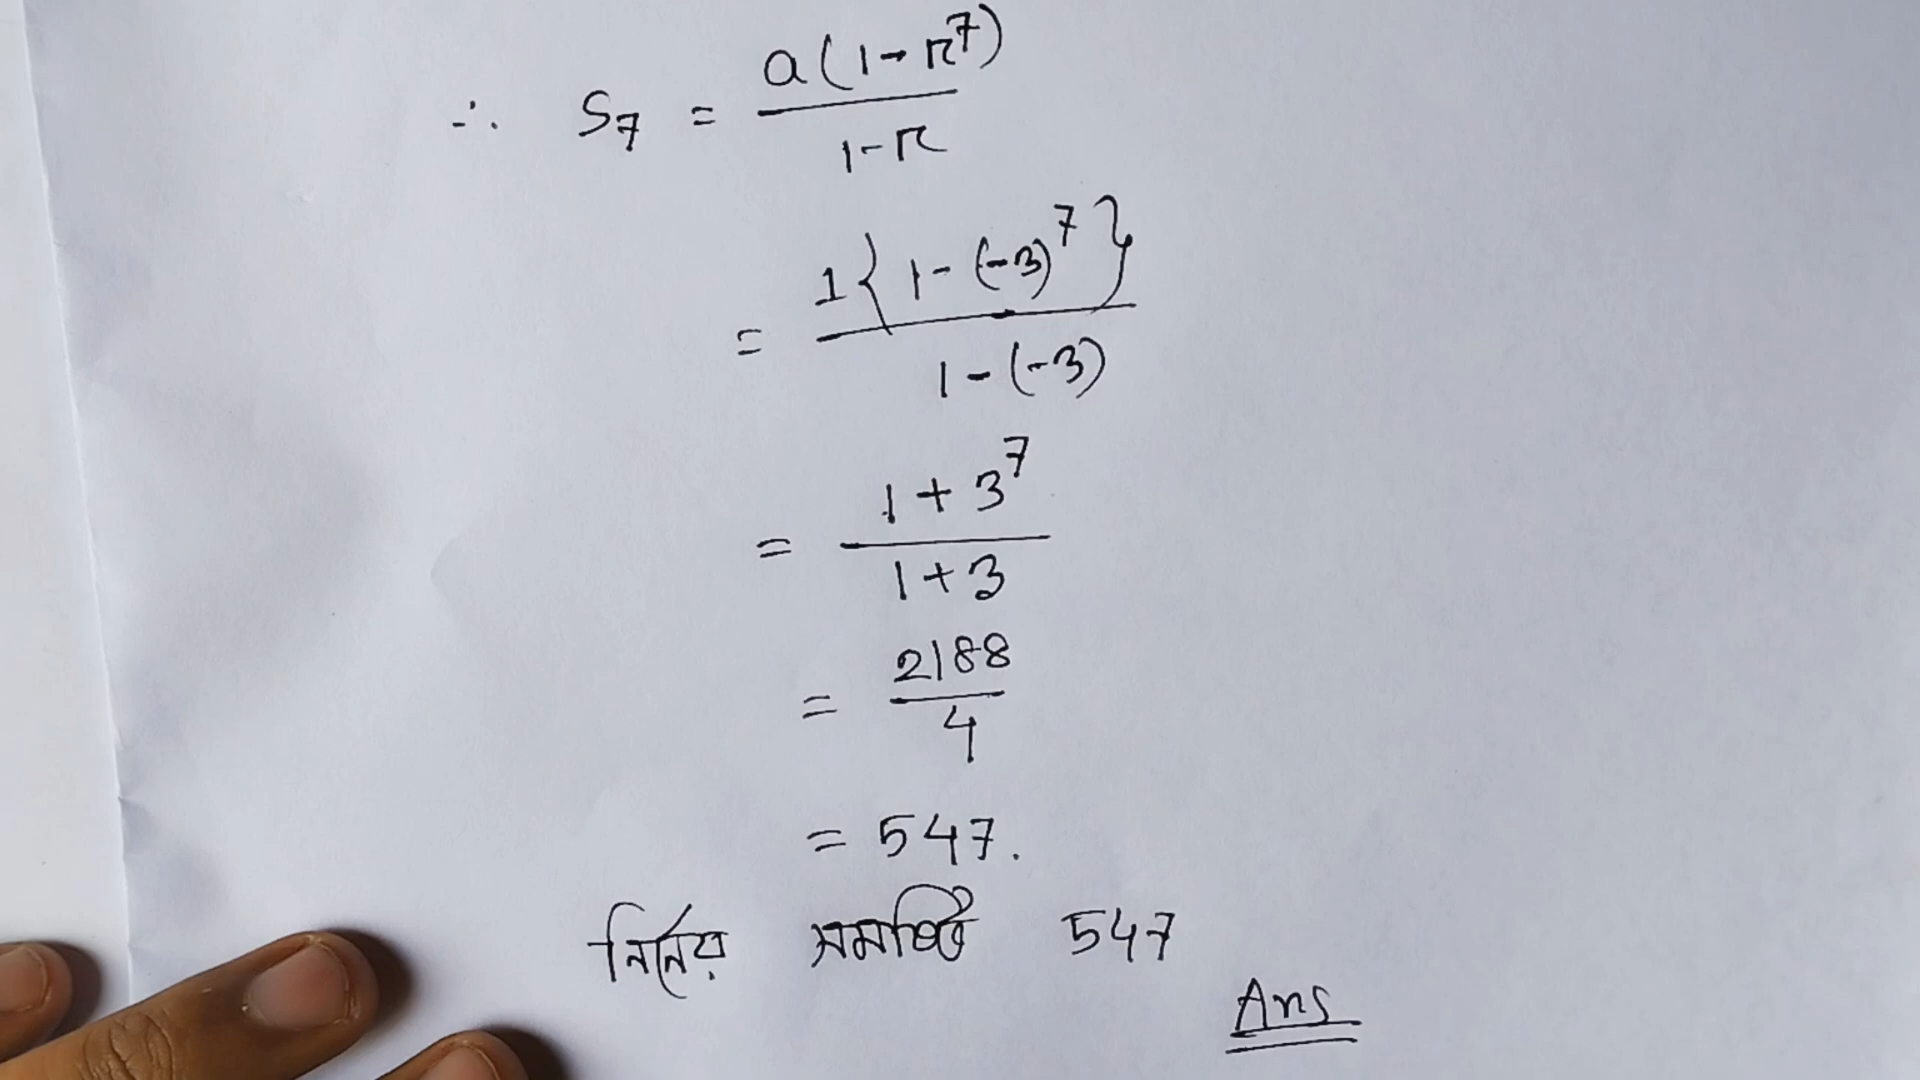 ∴ S₇ = a(1-r⁷) / 1-r
= 1{1-(-3)⁷} / 1-(-3)
= 1+3⁷ / 1+3
= 2188 / 4
= 547.
নির্নেয় সমষ্টি 547
Ans